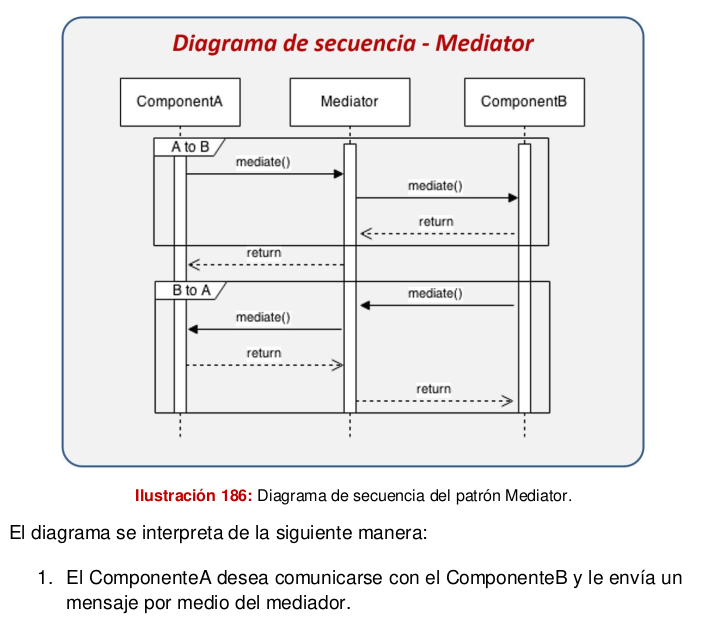 Diagrama de secuencia - Mediator
ComponentA
Mediator
ComponentB
A to B
mediate()
mediate()
return
return
B to A
mediate()
mediate()
return
return
Ilustración 186: Diagrama de secuencia del patrón Mediator.
El diagrama se interpreta de la siguiente manera:
1. El ComponenteA desea comunicarse con el ComponenteB y le envía un
mensaje por medio del mediador.